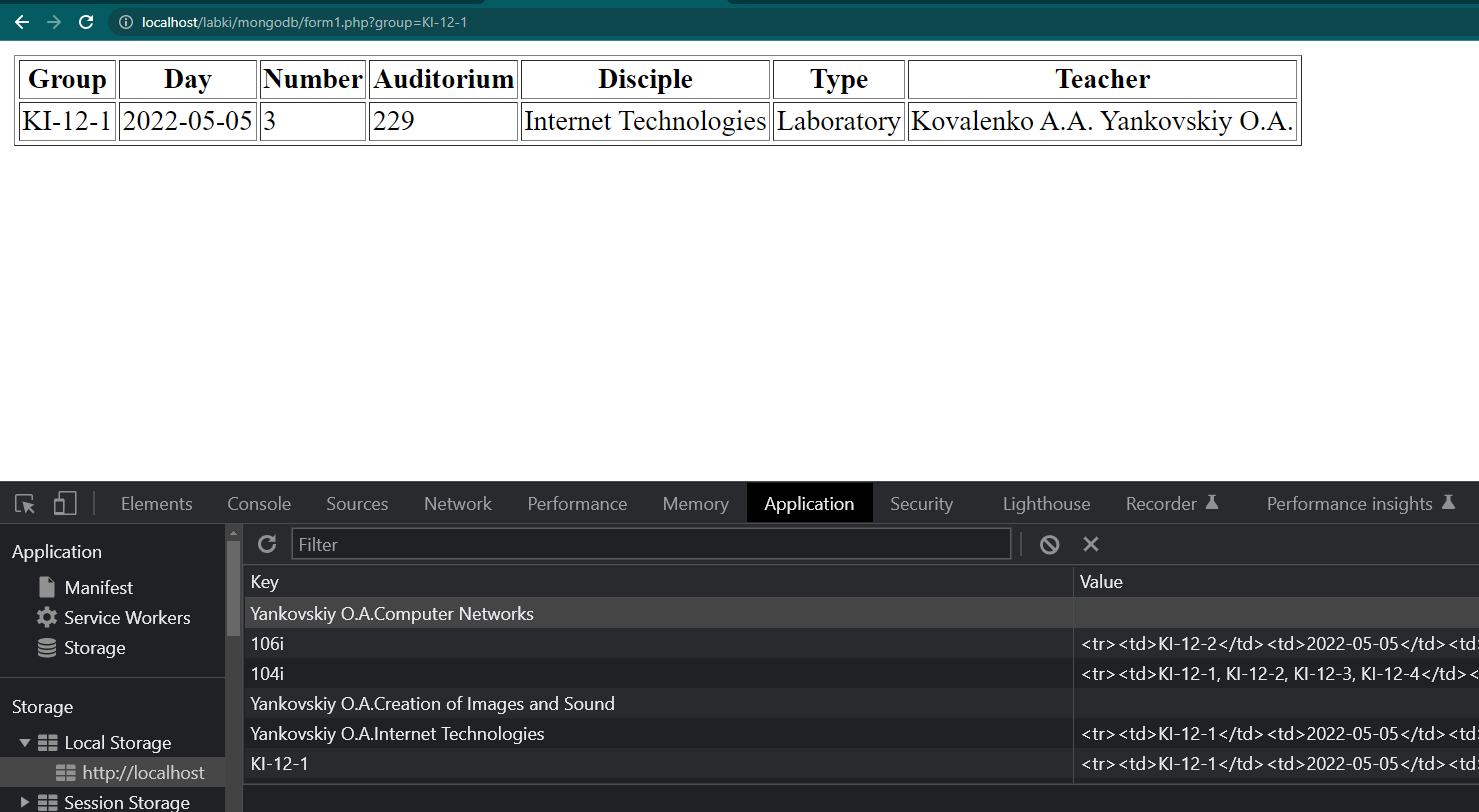 localhost/labki/mongodb/form1.php?group=KI-12-1
Group Day Number Auditorium Disciple Type Teacher
KI-12-1 2022-05-05 3 229 Internet Technologies Laboratory Kovalenko A.A. Yankovskiy O.A.
Elements Console Sources Network Performance Memory Application Security Lighthouse Recorder Performance insights
Application
Manifest
Service Workers
Storage
Storage
Local Storage
http://localhost
Session Storage
Filter
Key Value
Yankovskiy O.A.Computer Networks
106i <tr><td>KI-12-2</td><td>2022-05-05</td><td>
104i <tr><td>KI-12-1, KI-12-2, KI-12-3, KI-12-4</td><
Yankovskiy O.A.Creation of Images and Sound
Yankovskiy O.A.Internet Technologies <tr><td>KI-12-1</td><td>2022-05-05</td><td>
KI-12-1 <tr><td>KI-12-1</td><td>2022-05-05</td><td>